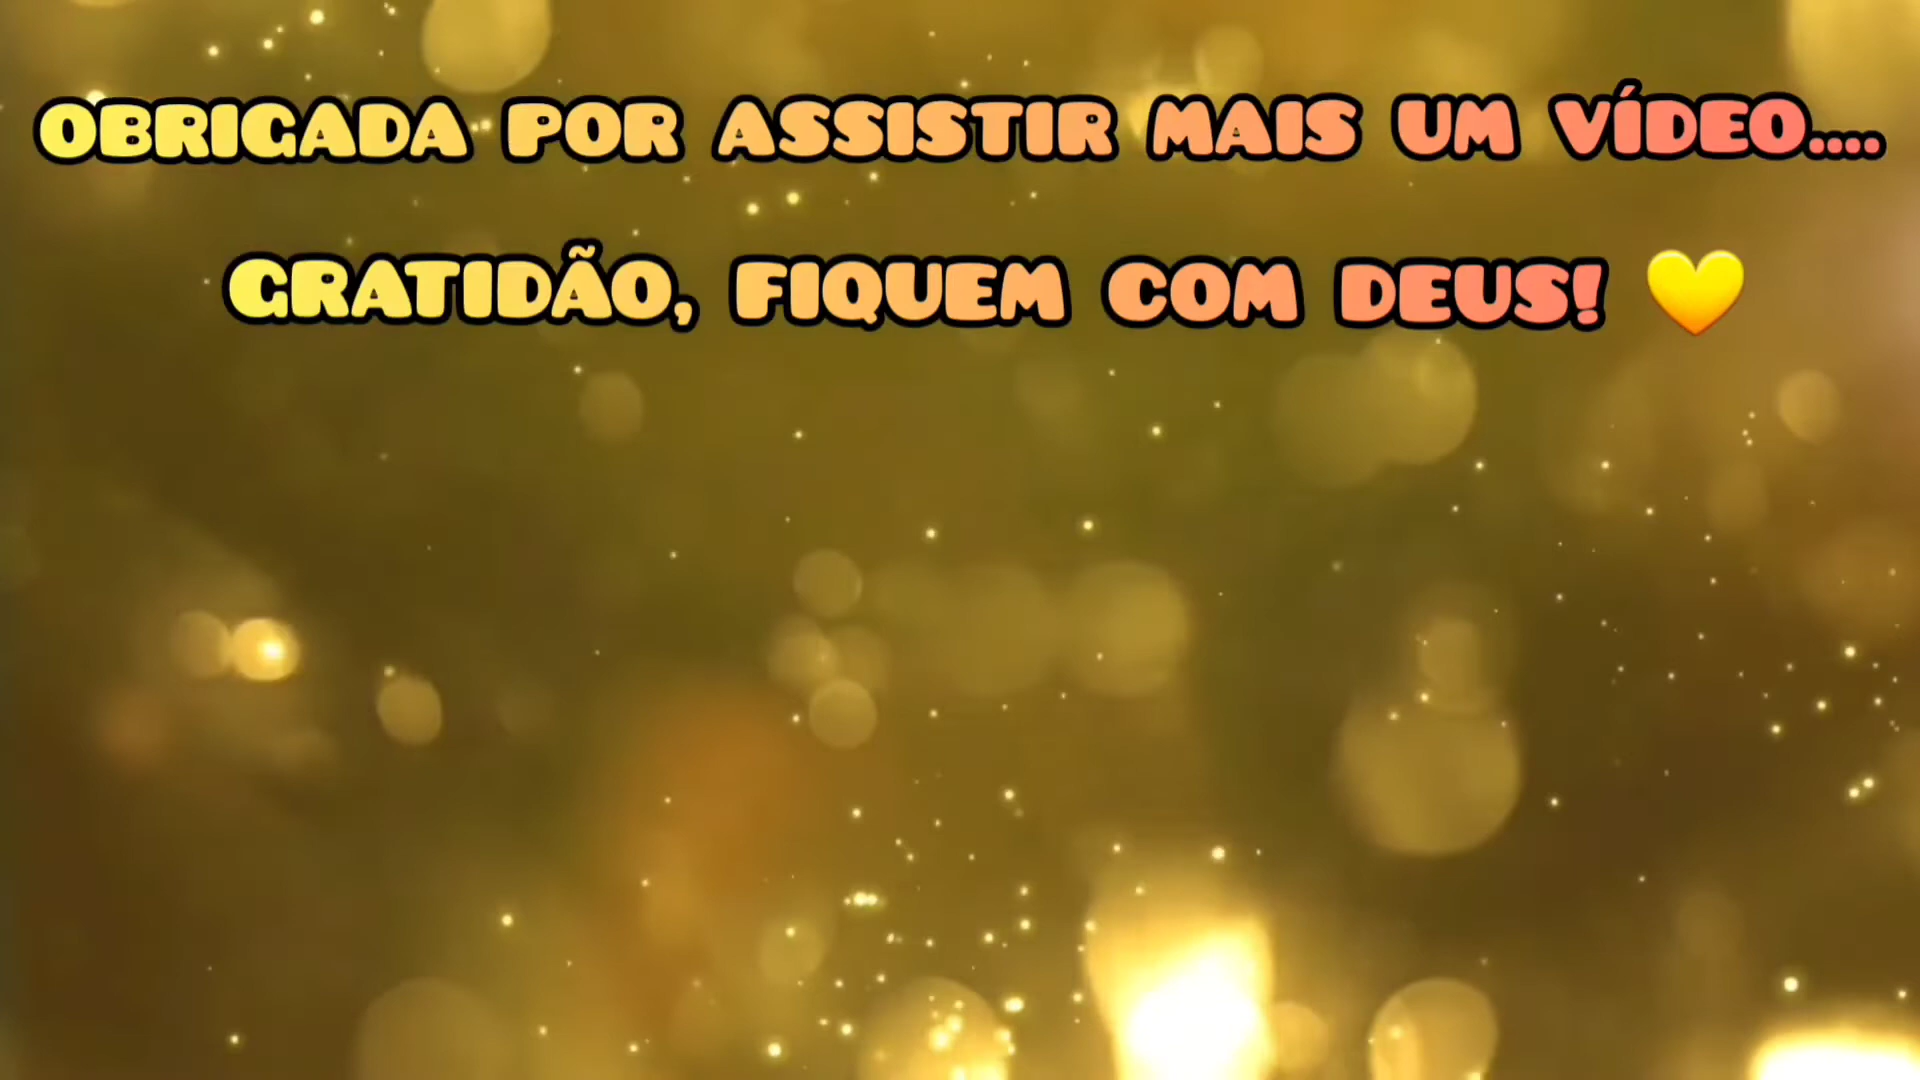 OBRIGADA POR ASSISTIR MAIS UM VÍDEO....
GRATIDÃO, FIQUEM COM DEUS! 💛